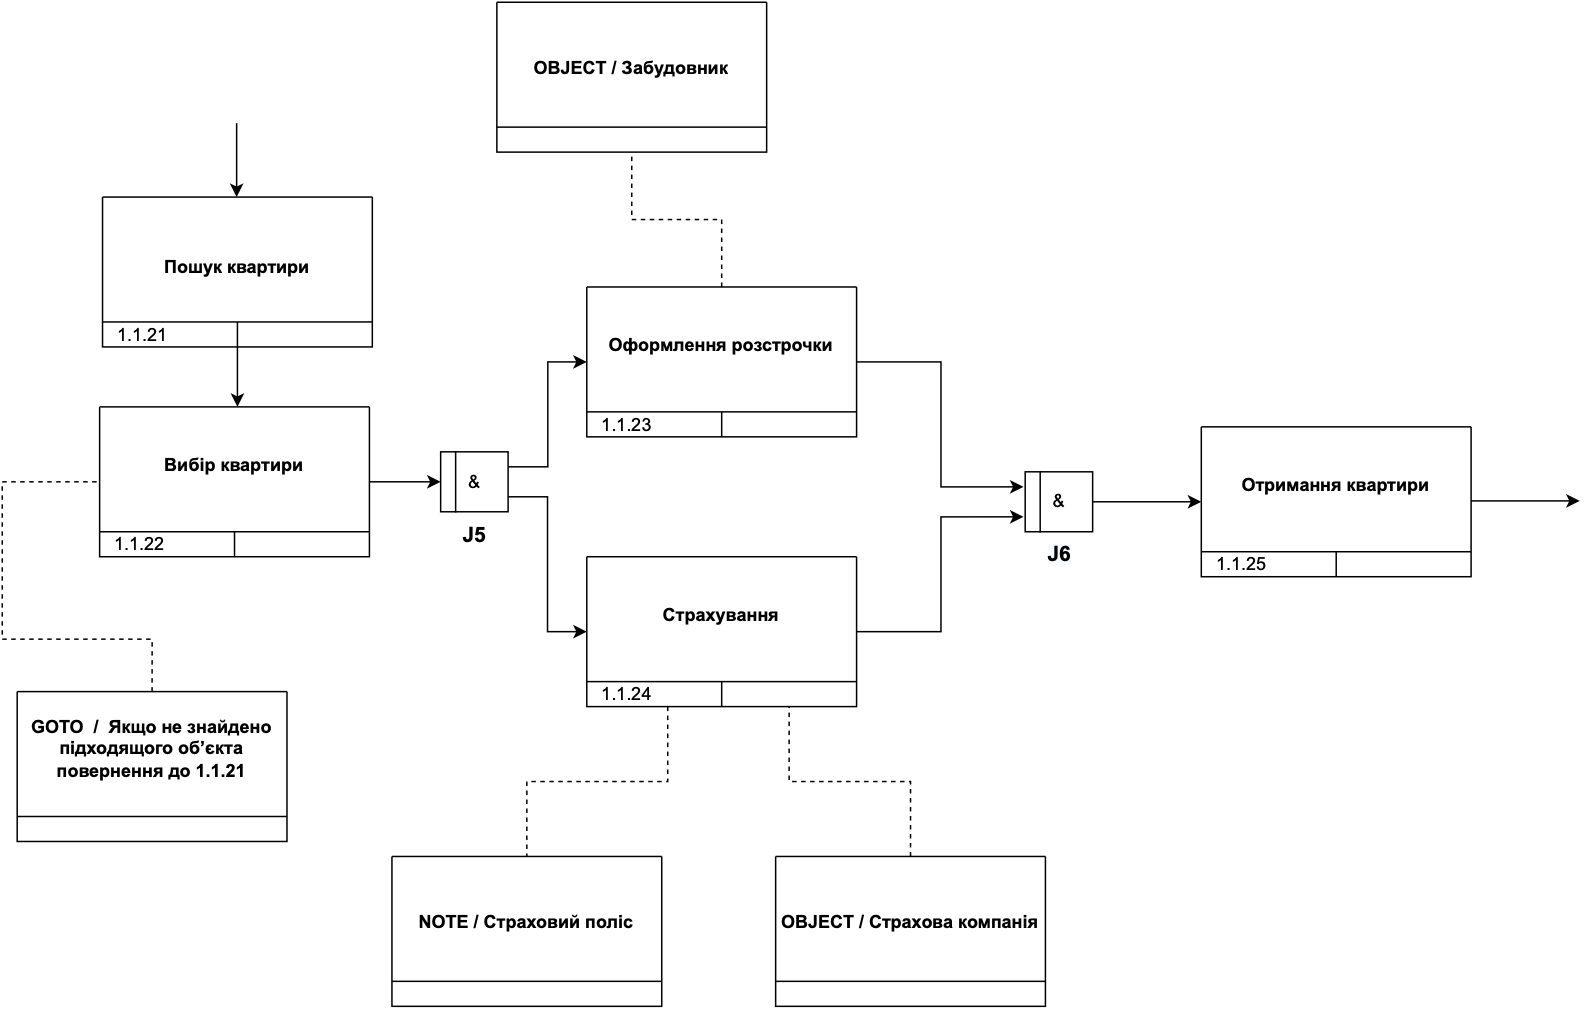 OBJECT / Забудовник
Пошук квартири
1.1.21
Вибір квартири
1.1.22
&
J5
Оформлення розстрочки
1.1.23
Страхування
1.1.24
&
J6
Отримання квартири
1.1.25
GOTO / Якщо не знайдено
підходящого об’єкта
повернення до 1.1.21
NOTE / Страховий поліс
OBJECT / Страхова компанія